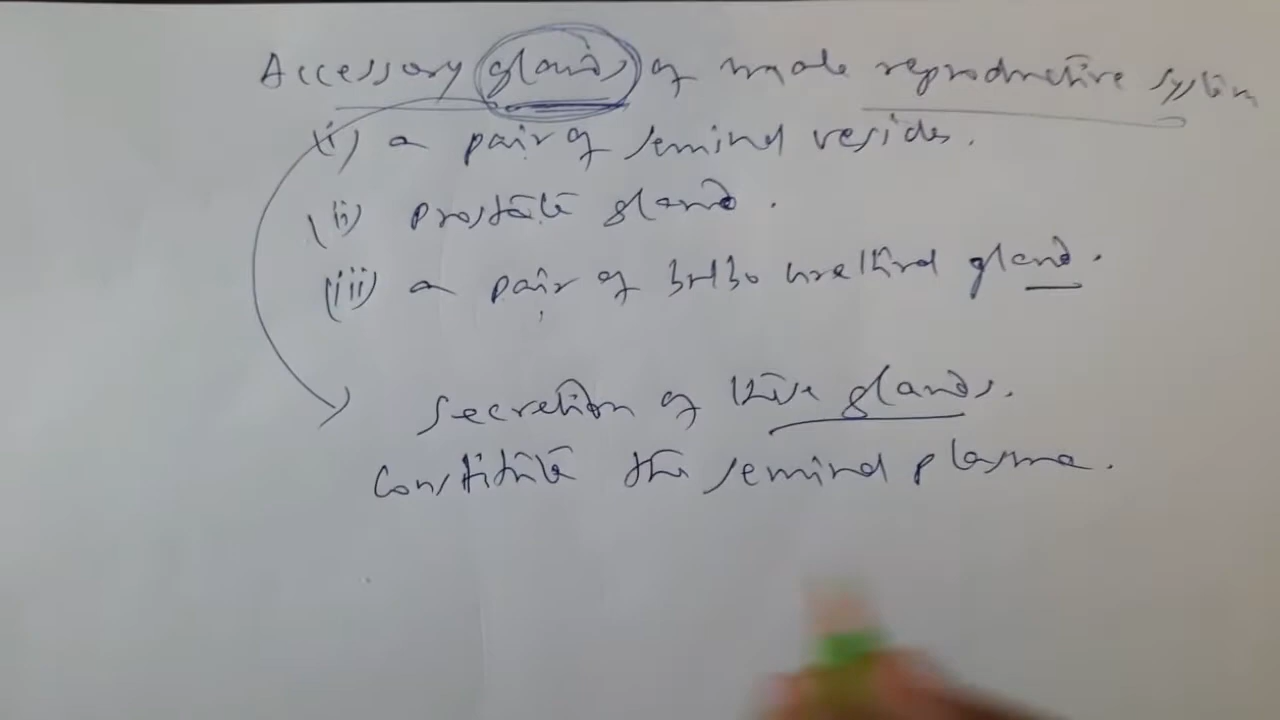 Accessory glands of male reproductive system
(i) a pair of seminal vesicles.
(ii) prostate gland.
(iii) a pair of bulbo urethral gland.
Secretion of these glands.
Constitute the seminal plasma.